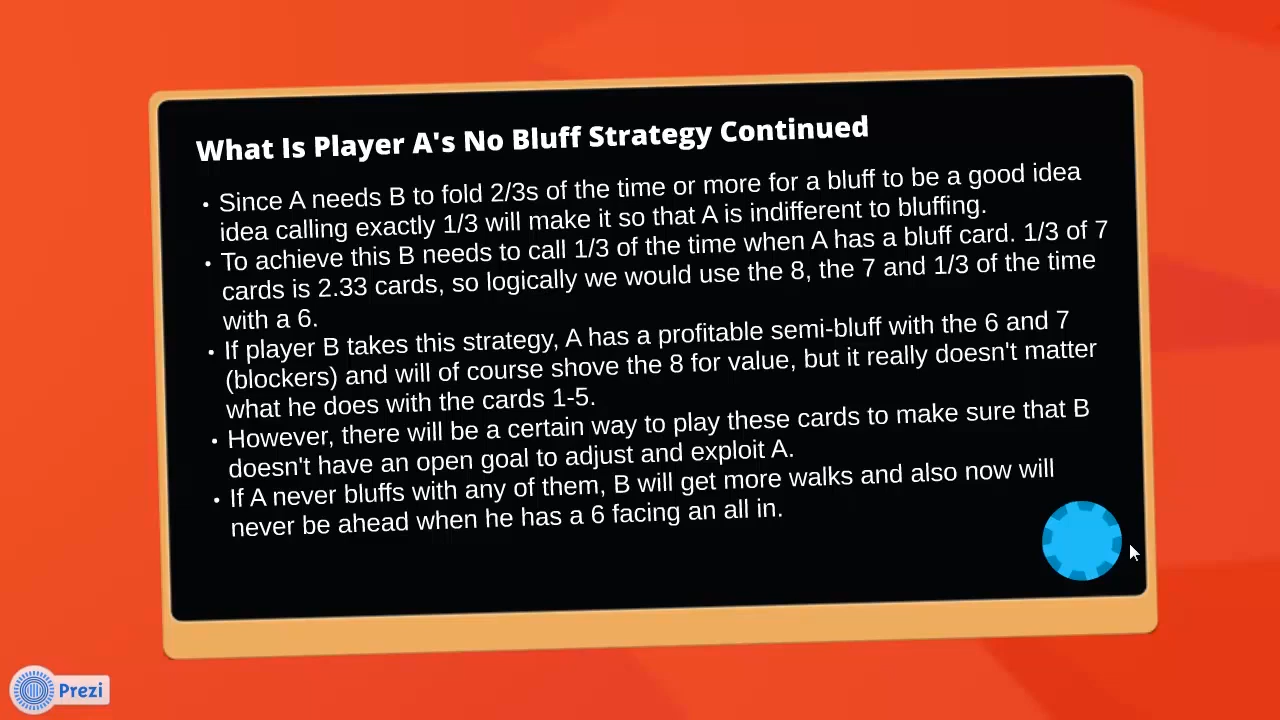 What Is Player A's No Bluff Strategy Continued
• Since A needs B to fold 2/3s of the time or more for a bluff to be a good idea
idea calling exactly 1/3 will make it so that A is indifferent to bluffing.
• To achieve this B needs to call 1/3 of the time when A has a bluff card. 1/3 of 7
cards is 2.33 cards, so logically we would use the 8, the 7 and 1/3 of the time
with a 6.
• If player B takes this strategy, A has a profitable semi-bluff with the 6 and 7
(blockers) and will of course shove the 8 for value, but it really doesn't matter
what he does with the cards 1-5.
• However, there will be a certain way to play these cards to make sure that B
doesn't have an open goal to adjust and exploit A.
• If A never bluffs with any of them, B will get more walks and also now will
never be ahead when he has a 6 facing an all in.
Prezi